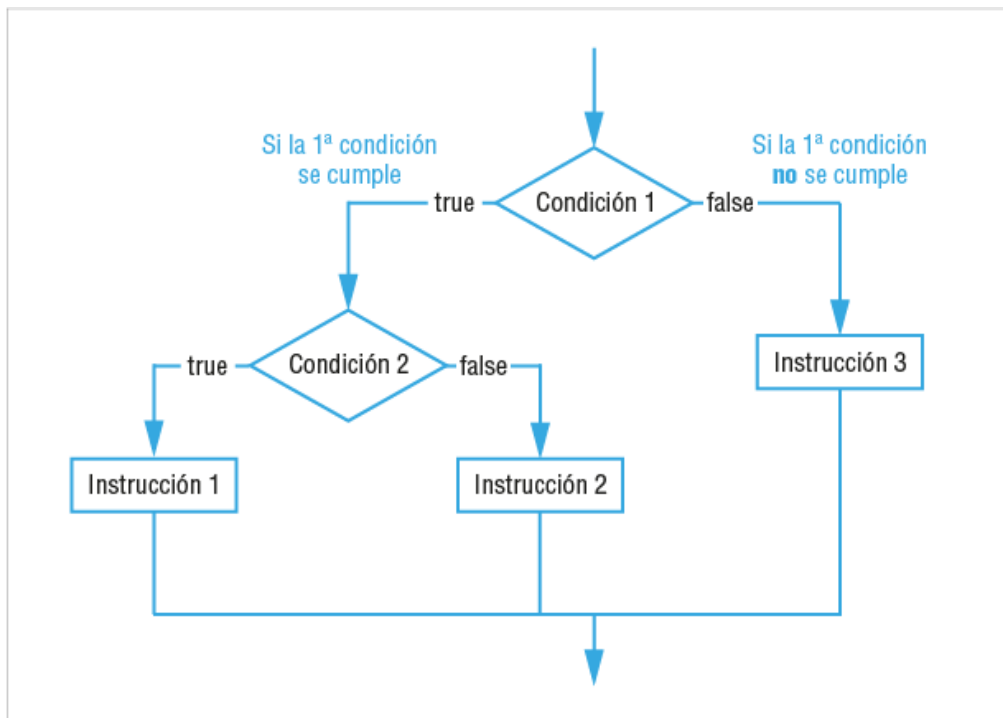 Si la 1ª condición
se cumple
Si la 1ª condición
no se cumple
true
Condición 1
false
true
Condición 2
false
Instrucción 3
Instrucción 1
Instrucción 2